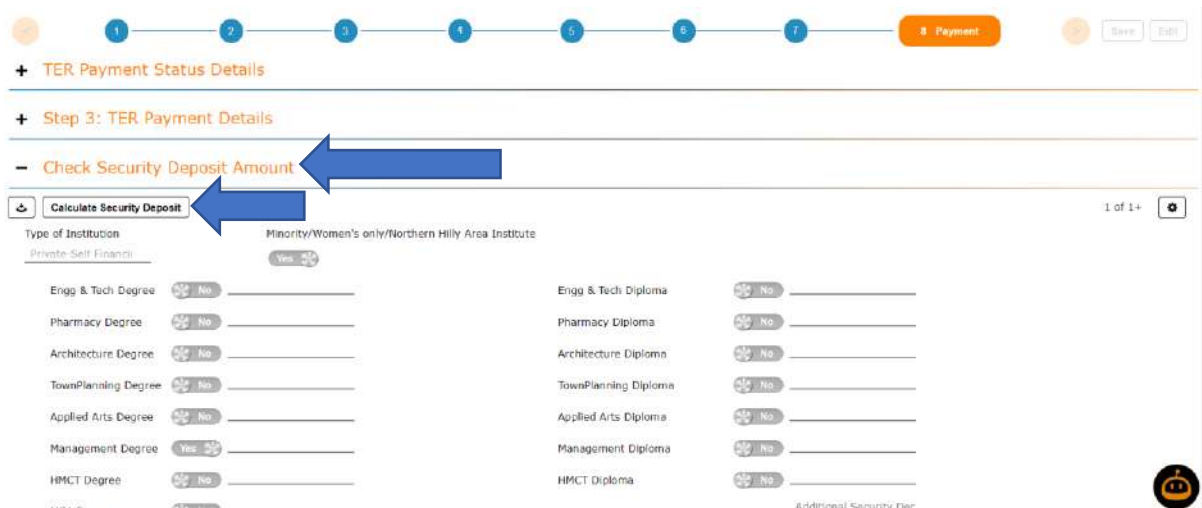 1 2 3 4 5 6 7 8 Payment Save Edit
+ TER Payment Status Details
+ Step 3: TER Payment Details
− Check Security Deposit Amount
Calculate Security Deposit 1 of 1+
Type of Institution Minority/Women's only/Northern Hilly Area Institute
Private-Self Financi Yes
Engg & Tech Degree No Engg & Tech Diploma No
Pharmacy Degree No Pharmacy Diploma No
Architecture Degree No Architecture Diploma No
TownPlanning Degree No TownPlanning Diploma No
Applied Arts Degree No Applied Arts Diploma No
Management Degree Yes Management Diploma No
HMCT Degree No HMCT Diploma No
Additional Security Dep